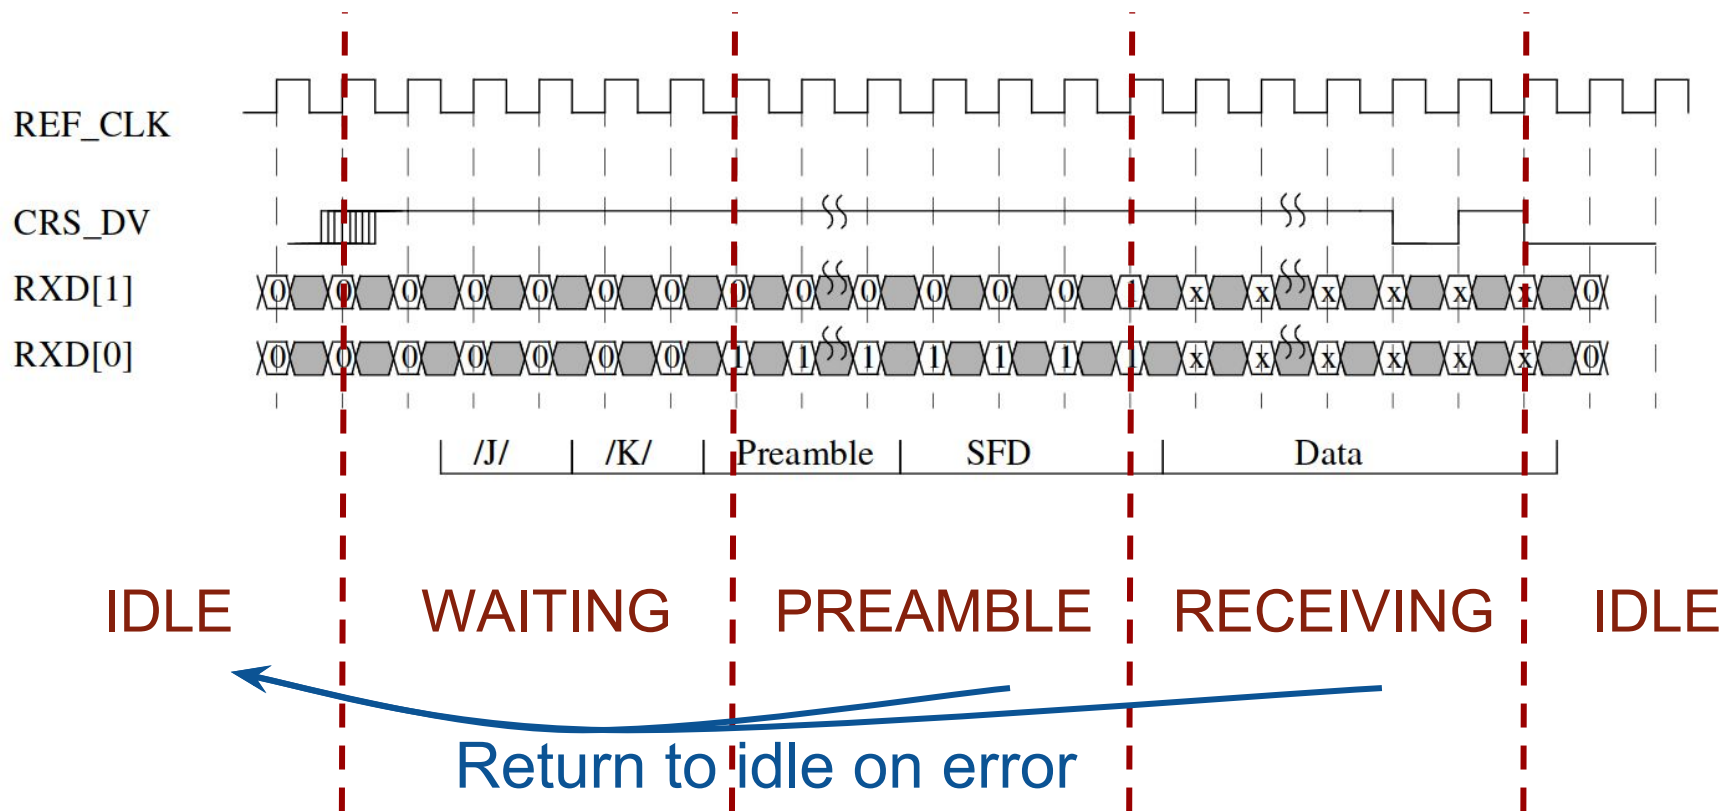 REF_CLK
CRS_DV
RXD[1] 0 0 0 0 0 0 0 0 0 0 0 0 0 1 x x x x x x 0
RXD[0] 0 0 0 0 0 0 0 1 1 1 1 1 1 1 x x x x x x 0
/J/ /K/ Preamble SFD Data
IDLE WAITING PREAMBLE RECEIVING IDLE
Return to idle on error